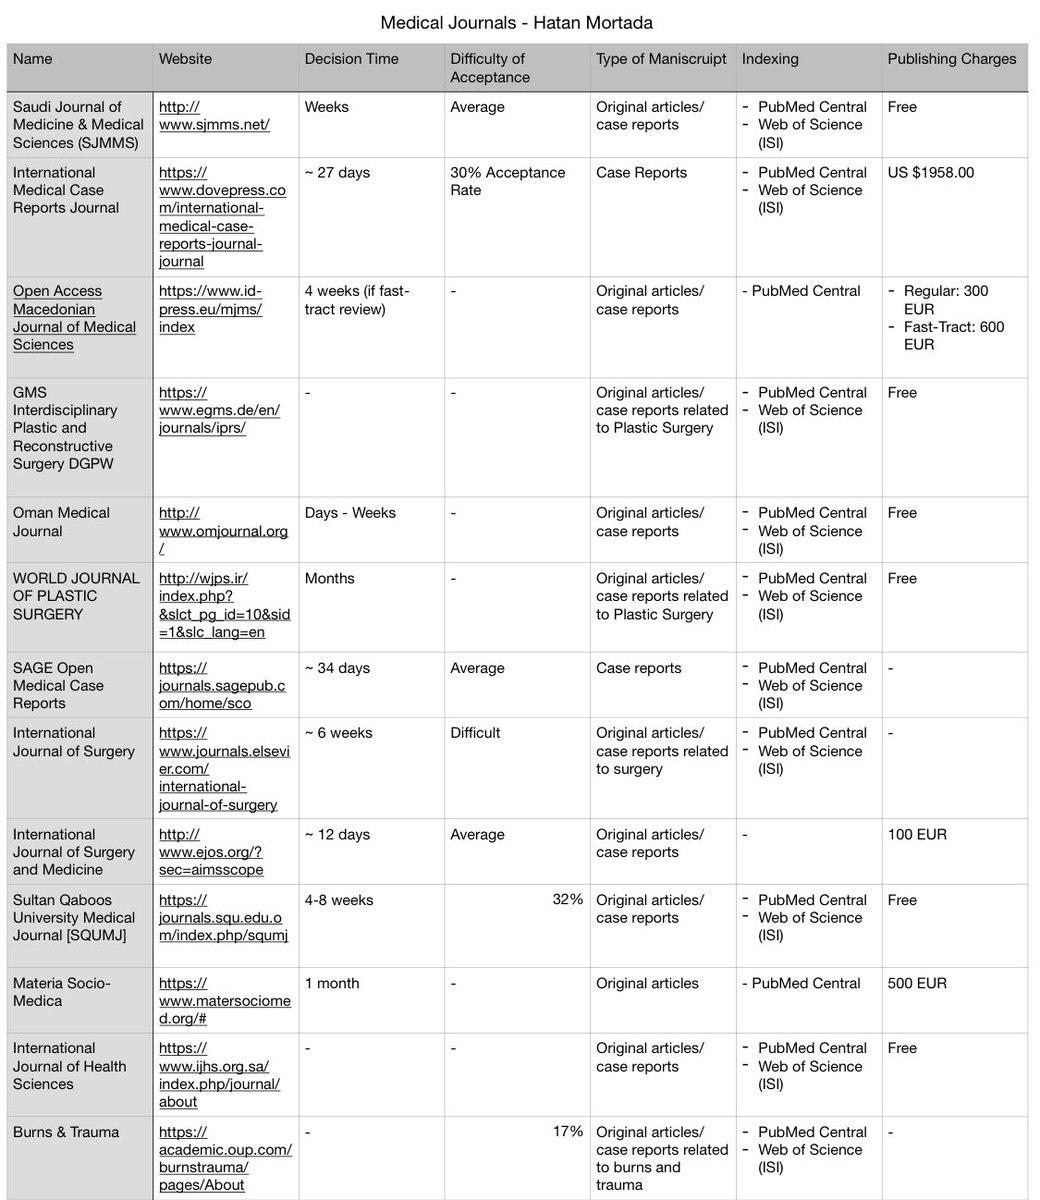 Medical Journals - Hatan Mortada
Name
Website
Decision Time
Difficulty of
Acceptance
Type of Maniscruipt
Indexing
Publishing Charges
Saudi Journal of
Medicine & Medical
Sciences (SJMMS)
http://
www.sjmms.net/
Weeks
Average
Original articles/
case reports
- PubMed Central
- Web of Science
(ISI)
Free
International
Medical Case
Reports Journal
https://
www.dovepress.co
m/international-
medical-case-
reports-journal-
journal
~ 27 days
30% Acceptance
Rate
Case Reports
- PubMed Central
- Web of Science
(ISI)
US $1958.00
Open Access
Macedonian
Journal of Medical
Sciences
https://www.id-
press.eu/mjms/
index
4 weeks (if fast-
tract review)
-
Original articles/
case reports
- PubMed Central
- Regular: 300
EUR
- Fast-Tract: 600
EUR
GMS
Interdisciplinary
Plastic and
Reconstructive
Surgery DGPW
https://
www.egms.de/en/
journals/iprs/
-
-
Original articles/
case reports related
to Plastic Surgery
- PubMed Central
- Web of Science
(ISI)
Free
Oman Medical
Journal
http://
www.omjournal.org
/
Days - Weeks
-
Original articles/
case reports
- PubMed Central
- Web of Science
(ISI)
Free
WORLD JOURNAL
OF PLASTIC
SURGERY
http://wjps.ir/
index.php?
&slct_pg_id=10&sid
=1&slc_lang=en
Months
-
Original articles/
case reports related
to Plastic Surgery
- PubMed Central
- Web of Science
(ISI)
Free
SAGE Open
Medical Case
Reports
https://
journals.sagepub.c
om/home/sco
~ 34 days
Average
Case reports
- PubMed Central
- Web of Science
(ISI)
-
International
Journal of Surgery
https://
www.journals.elsevi
er.com/
international-
journal-of-surgery
~ 6 weeks
Difficult
Original articles/
case reports related
to surgery
- PubMed Central
- Web of Science
(ISI)
-
International
Journal of Surgery
and Medicine
http://
www.ejos.org/?
sec=aimsscope
~ 12 days
Average
Original articles/
case reports
-
100 EUR
Sultan Qaboos
University Medical
Journal [SQUMJ]
https://
journals.squ.edu.o
m/index.php/squmj
4-8 weeks
32%
Original articles/
case reports
- PubMed Central
- Web of Science
(ISI)
Free
Materia Socio-
Medica
https://
www.matersociome
d.org/#
1 month
-
Original articles
- PubMed Central
500 EUR
International
Journal of Health
Sciences
https://
www.ijhs.org.sa/
index.php/journal/
about
-
-
Original articles/
case reports
- PubMed Central
- Web of Science
(ISI)
Free
Burns & Trauma
https://
academic.oup.com/
burnstrauma/
pages/About
-
17%
Original articles/
case reports related
to burns and
trauma
- PubMed Central
- Web of Science
(ISI)
-